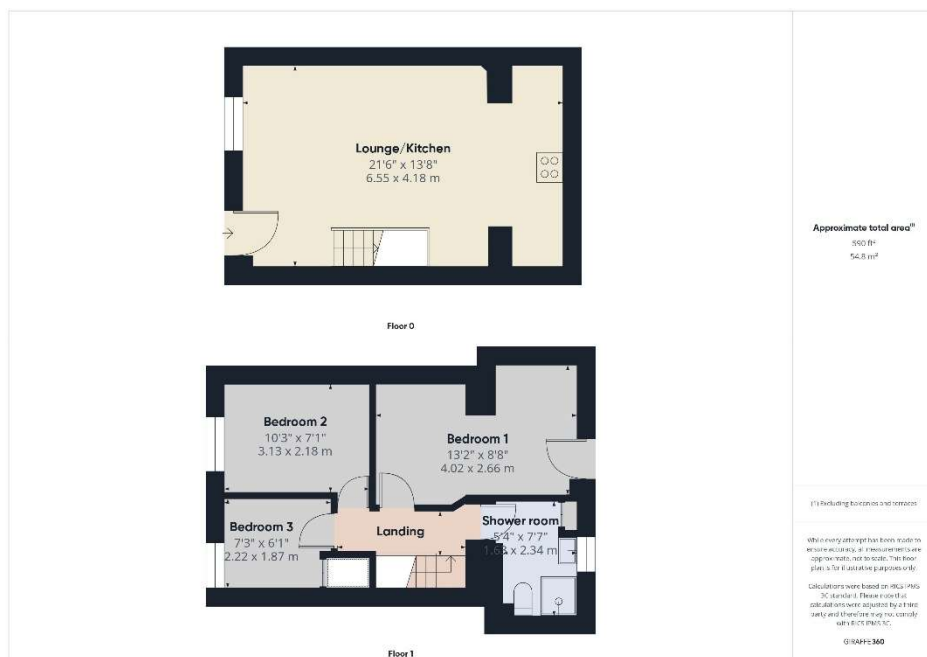 Lounge/Kitchen
21'6" x 13'8"
6.55 x 4.18 m
Floor 0
Bedroom 2
10'3" x 7'1"
3.13 x 2.18 m
Bedroom 1
13'2" x 8'8"
4.02 x 2.66 m
Bedroom 3
7'3" x 6'1"
2.22 x 1.87 m
Landing
Shower room
5'4" x 7'7"
1.63 x 2.34 m
Floor 1
Approximate total area(1)
590 ft²
54.8 m²
(1) Excluding balconies and terraces
While every attempt has been made to
ensure accuracy, all measurements are
approximate, not to scale. This floor
plan is for illustrative purposes only.
Calculations were based on RICS IPMS
3C standard. Please note that
calculations were adjusted by a third
party and therefore may not comply
with RICS IPMS 3C.
GIRAFFE360